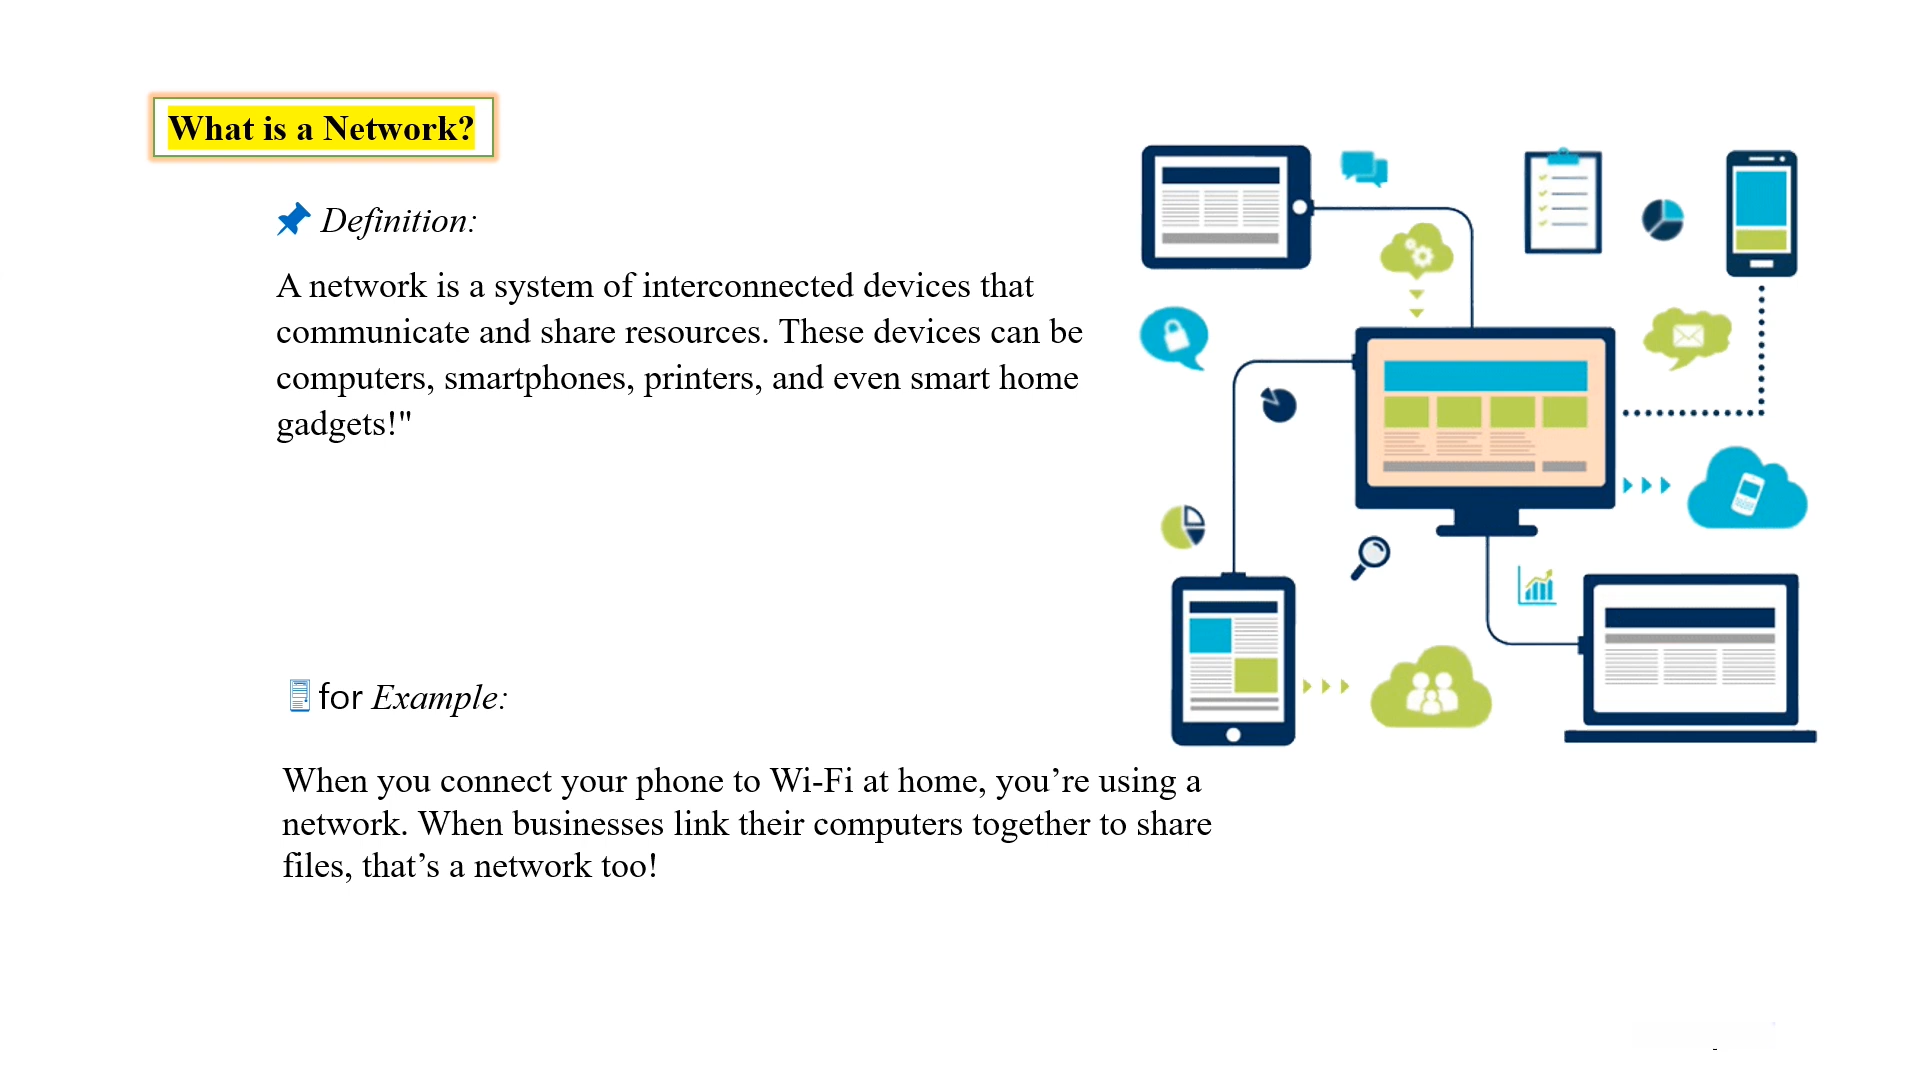 What is a Network?
Definition:
A network is a system of interconnected devices that
communicate and share resources. These devices can be
computers, smartphones, printers, and even smart home
gadgets!"
for Example:
When you connect your phone to Wi-Fi at home, you’re using a
network. When businesses link their computers together to share
files, that’s a network too!